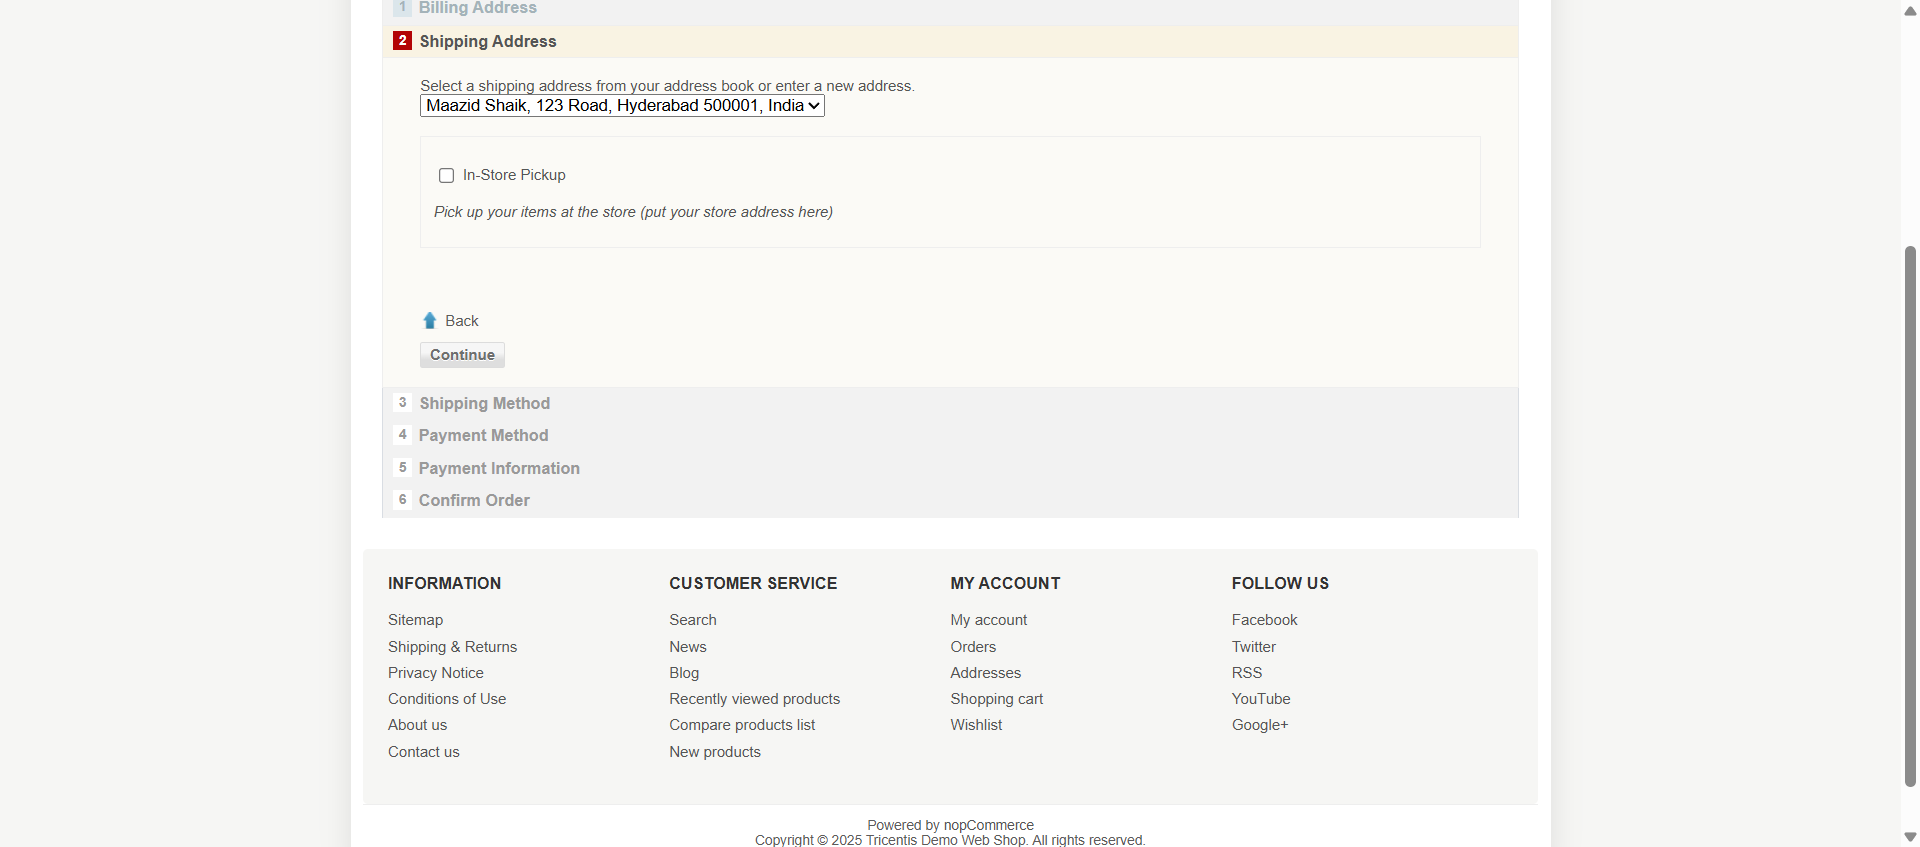 1 Billing Address
2 Shipping Address
Select a shipping address from your address book or enter a new address.
Maazid Shaik, 123 Road, Hyderabad 500001, India
In-Store Pickup
Pick up your items at the store (put your store address here)
Back
Continue
3 Shipping Method
4 Payment Method
5 Payment Information
6 Confirm Order
INFORMATION
Sitemap
Shipping & Returns
Privacy Notice
Conditions of Use
About us
Contact us
CUSTOMER SERVICE
Search
News
Blog
Recently viewed products
Compare products list
New products
MY ACCOUNT
My account
Orders
Addresses
Shopping cart
Wishlist
FOLLOW US
Facebook
Twitter
RSS
YouTube
Google+
Powered by nopCommerce
Copyright © 2025 Tricentis Demo Web Shop. All rights reserved.